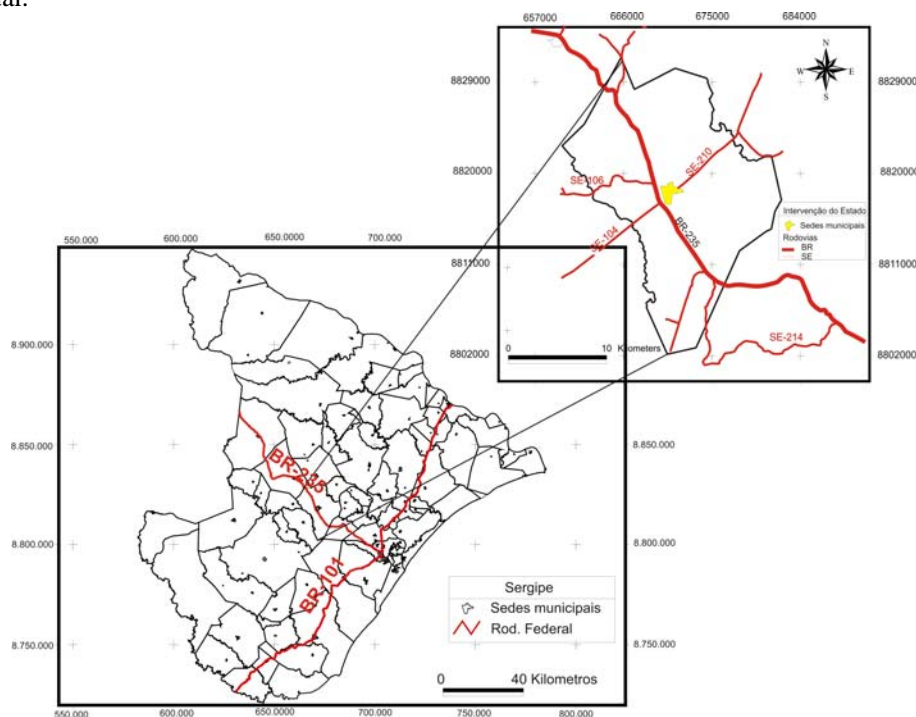 ual.
657000 666000 675000 684000
N
W E
S
8829000 8829000
SE-210
8820000 8820000
SE-106
Intervenção do Estado
Sedes municipais
Rodovias
BR
SE
BR-235
SE-104
8811000 8811000
SE-214
0 10 Kilometers
8802000 8802000
550.000 600.000 650.0000 700.000
8.900.000
8.850.000 8.850.000
BR-235
8.800.000 8.800.000
BR-101
Sergipe
Sedes municipais
Rod. Federal
8.750.000 8.750.000
0 40 Kilometros
550.000 600.000 650.0000 700.000 750.000 800.000